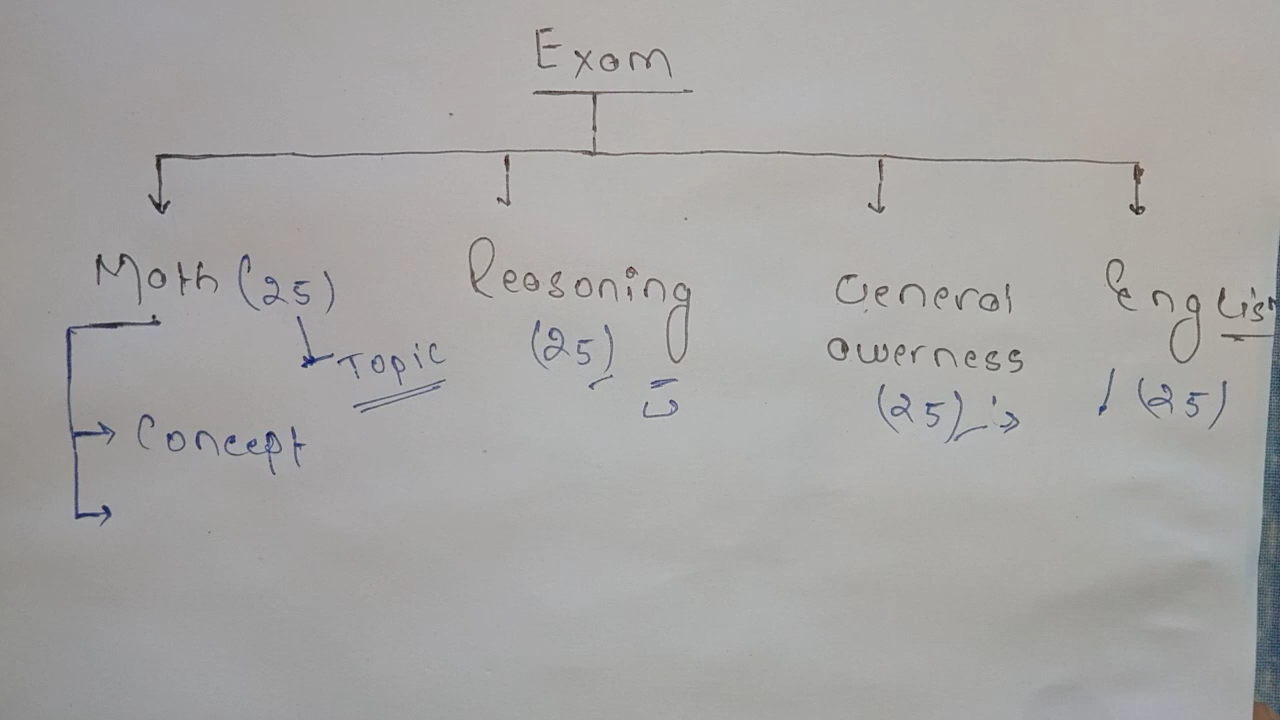 Exam
Math (25)
Topic
Concept
Reasoning
(25)
General
awerness
(25)
English
(25)